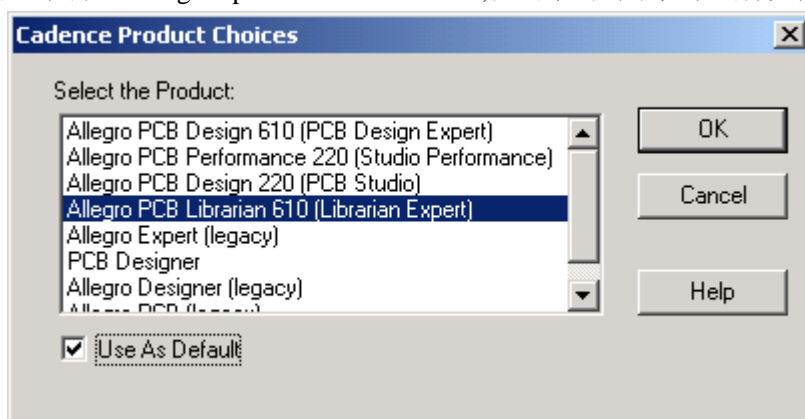 Cadence Product Choices
Select the Product:
Allegro PCB Design 610 (PCB Design Expert)
Allegro PCB Performance 220 (Studio Performance)
Allegro PCB Design 220 (PCB Studio)
Allegro PCB Librarian 610 (Librarian Expert)
Allegro Expert (legacy)
PCB Designer
Allegro Designer (legacy)
OK
Cancel
Help
Use As Default